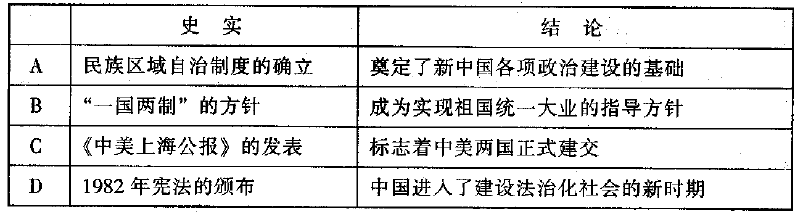 史 实 结 论
A 民族区域自治制度的确立 奠定了新中国各项政治建设的基础
B “一国两制”的方针 成为实现祖国统一大业的指导方针
C 《中美上海公报》的发表 标志着中美两国正式建交
D 1982年宪法的颁布 中国进入了建设法治化社会的新时期